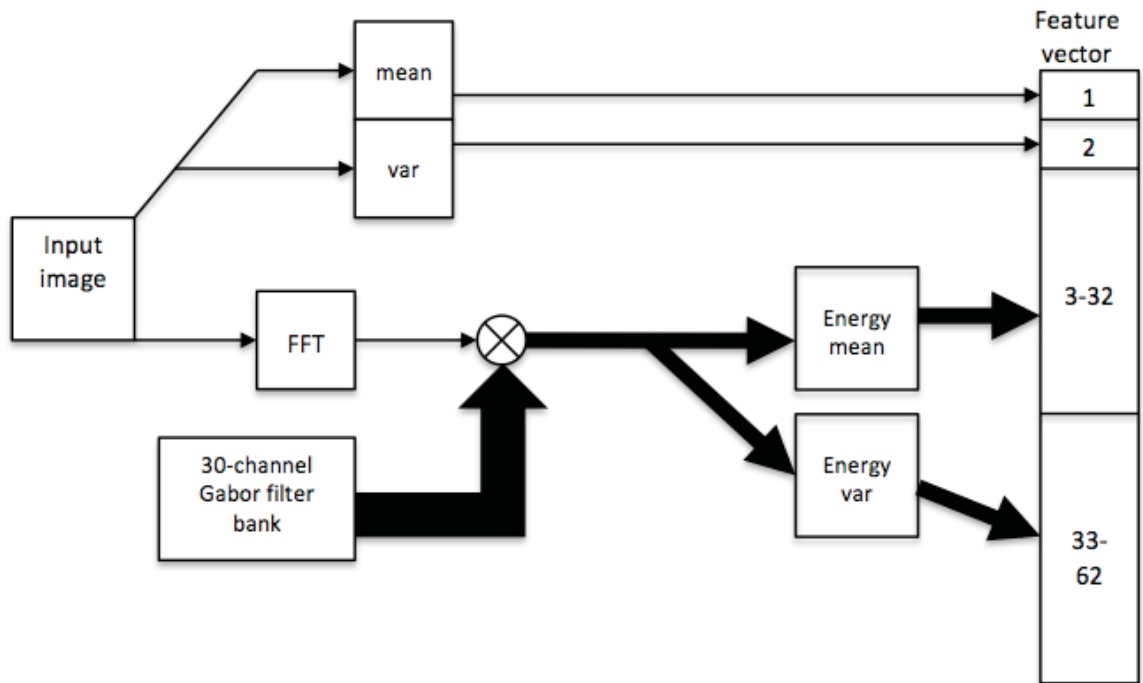 Feature
vector
mean
1
var
2
Input
image
3-32
FFT
Energy
mean
30-channel
Gabor filter
bank
Energy
var
33-
62